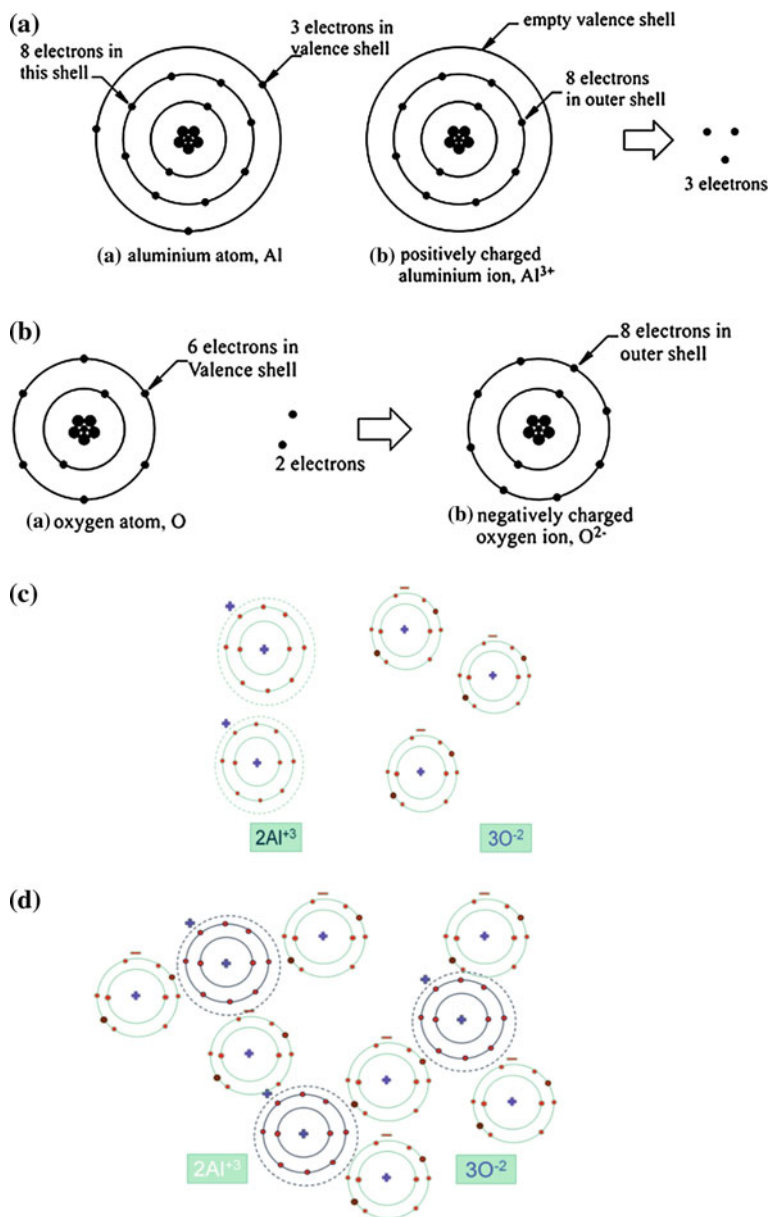 (a)
8 electrons in
this shell
3 electrons in
valence shell
empty valence shell
8 electrons
in outer shell
3 eleetrons
(a) aluminium atom, Al
(b) positively charged
aluminium ion, Al³⁺
(b)
6 electrons in
Valence shell
8 electrons in
outer shell
2 electrons
(a) oxygen atom, O
(b) negatively charged
oxygen ion, O²⁻
(c)
2Al⁺³
3O⁻²
(d)
2Al⁺³
3O⁻²